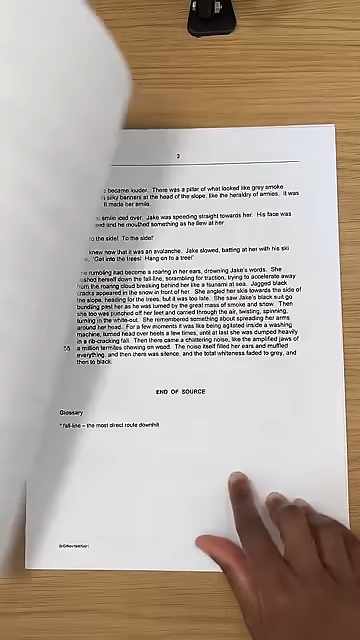 3
became louder. There was a pillar of what looked like grey smoke
silky banners at the head of the slope, like the heraldry of armies. It was
It made her smile.
smile iced over. Jake was speeding straight towards her. His face was
and he mouthed something as he flew at her.
to the side! To the side!'
knew now that it was an avalanche. Jake slowed, batting at her with his ski
'Get into the trees! Hang on to a tree!'
rumbling had become a roaring in her ears, drowning Jake's words. She
herself down the fall-line, scrambling for traction, trying to accelerate away
from the roaring cloud breaking behind her like a tsunami at sea. Jagged black
cracks appeared in the snow in front of her. She angled her skis towards the side of
the slope, heading for the trees, but it was too late. She saw Jake's black suit go
bundling past her as he was tumed by the great mass of smoke and snow. Then
she too was punched off her feet and carried through the air, twisting, spinning,
turning in the white-out. She remembered something about spreading her arms
around her head. For a few moments it was like being agitated inside a washing
machine, turned head over heels a few times, until at last she was dumped heavily
in a rib-cracking fall. Then there came a chattering noise, like the amplified jaws of
55 a million termites chewing on wood. The noise itself filled her ears and muffled
everything, and then there was silence, and the total whiteness faded to grey, and
then to black.
END OF SOURCE
Glossary
* fall-line – the most direct route downhill